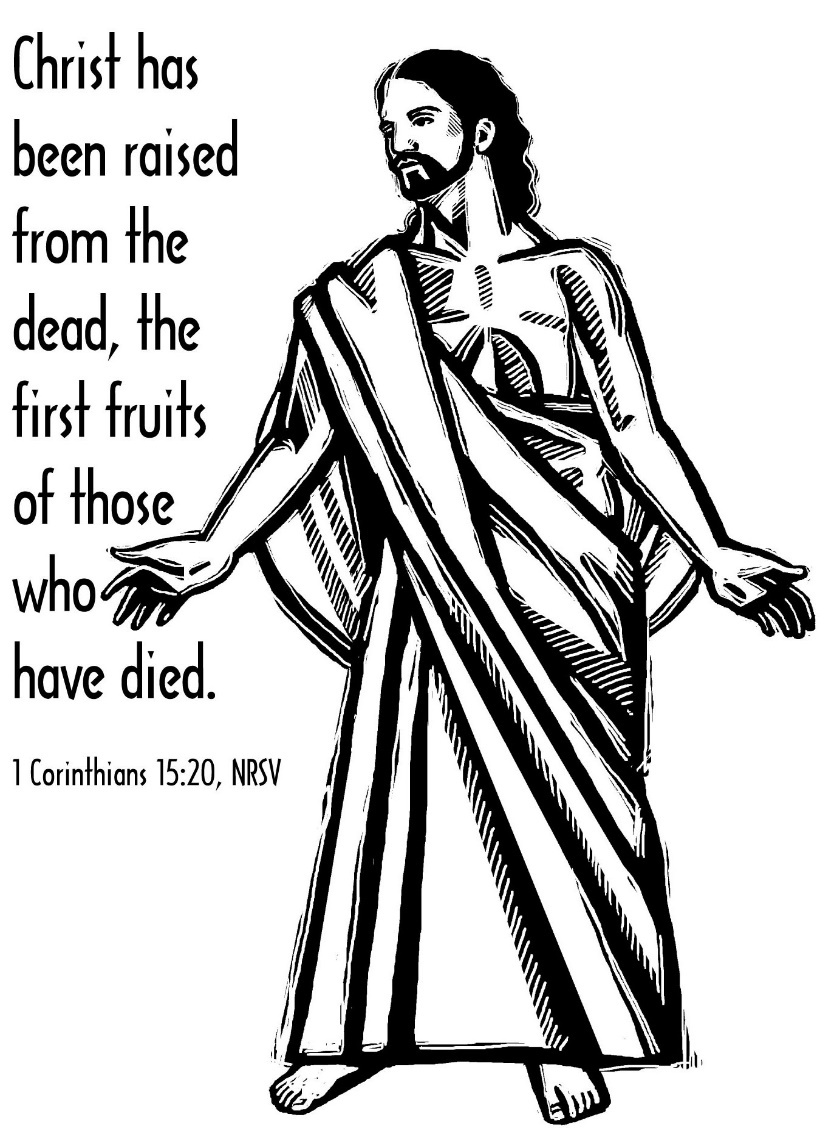 Christ has
been raised
from the
dead, the
first fruits
of those
who
have died.
1 Corinthians 15:20, NRSV